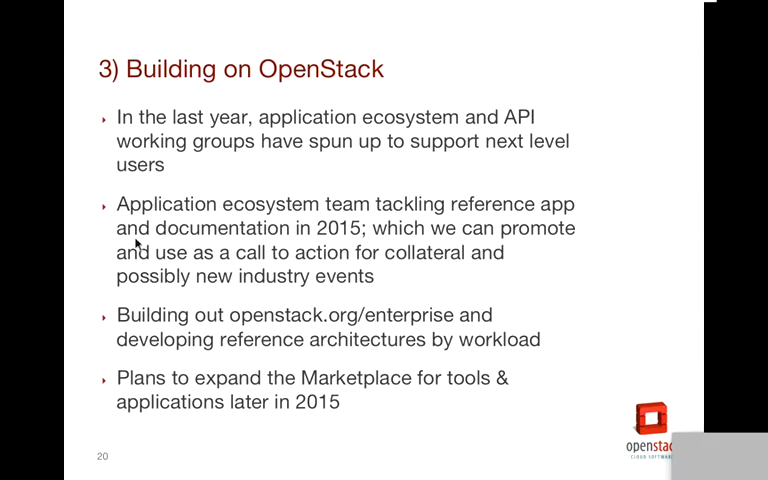 3) Building on OpenStack
In the last year, application ecosystem and API
working groups have spun up to support next level
users
Application ecosystem team tackling reference app
and documentation in 2015; which we can promote
and use as a call to action for collateral and
possibly new industry events
Building out openstack.org/enterprise and
developing reference architectures by workload
Plans to expand the Marketplace for tools &
applications later in 2015
20